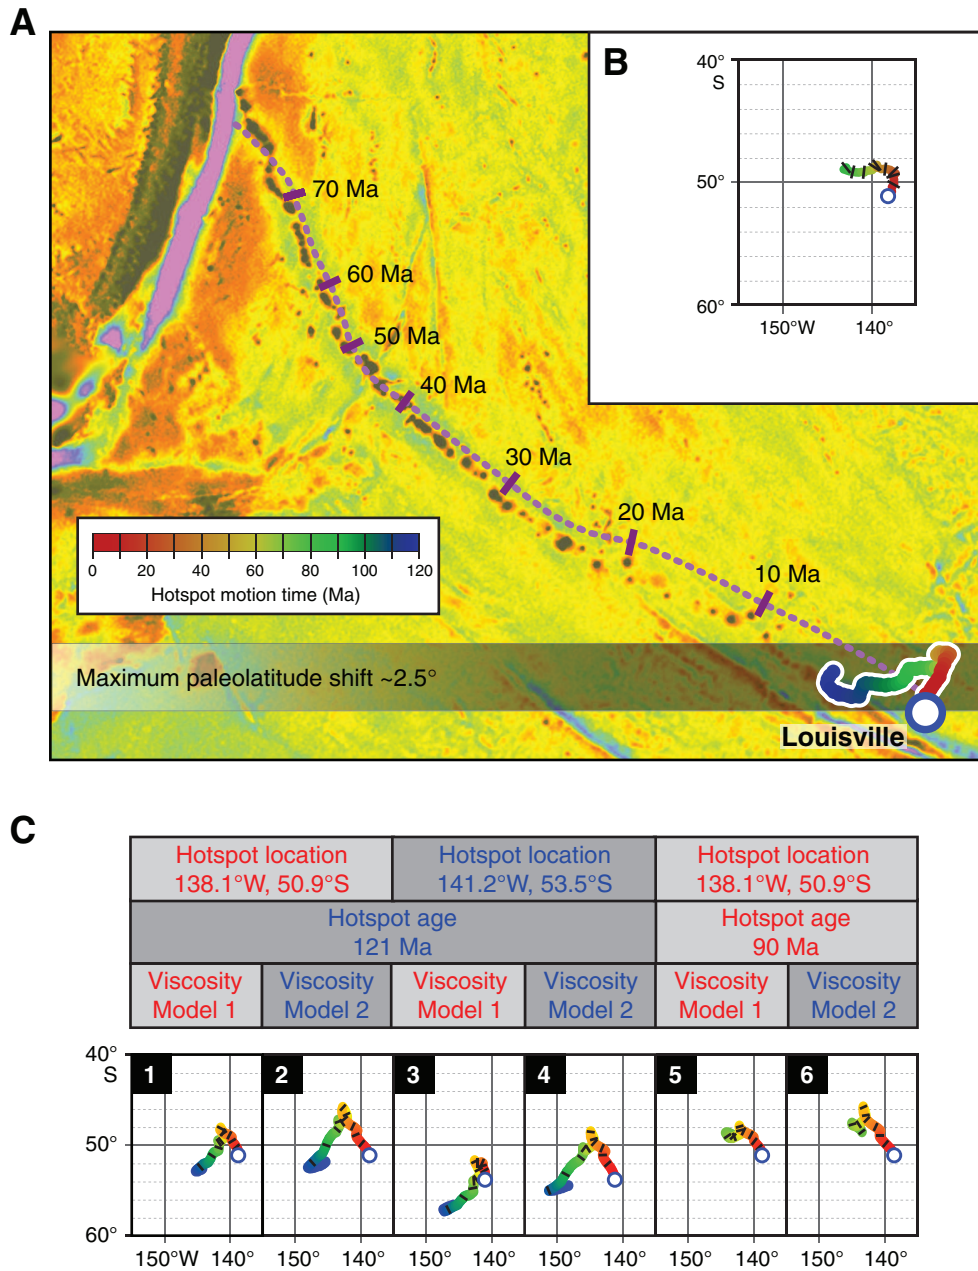 A
B
40°
S
50°
60°
150°W
140°
70 Ma
60 Ma
50 Ma
40 Ma
30 Ma
20 Ma
10 Ma
0
20
40
60
80
100
120
Hotspot motion time (Ma)
Maximum paleolatitude shift ~2.5°
Louisville
C
Hotspot location
138.1°W, 50.9°S
Hotspot location
141.2°W, 53.5°S
Hotspot location
138.1°W, 50.9°S
Hotspot age
121 Ma
Hotspot age
90 Ma
Viscosity
Model 1
Viscosity
Model 2
Viscosity
Model 1
Viscosity
Model 2
Viscosity
Model 1
Viscosity
Model 2
40°
S
50°
60°
1
2
3
4
5
6
150°W
140°
150°
140°
150°
140°
150°
140°
150°
140°
150°
140°